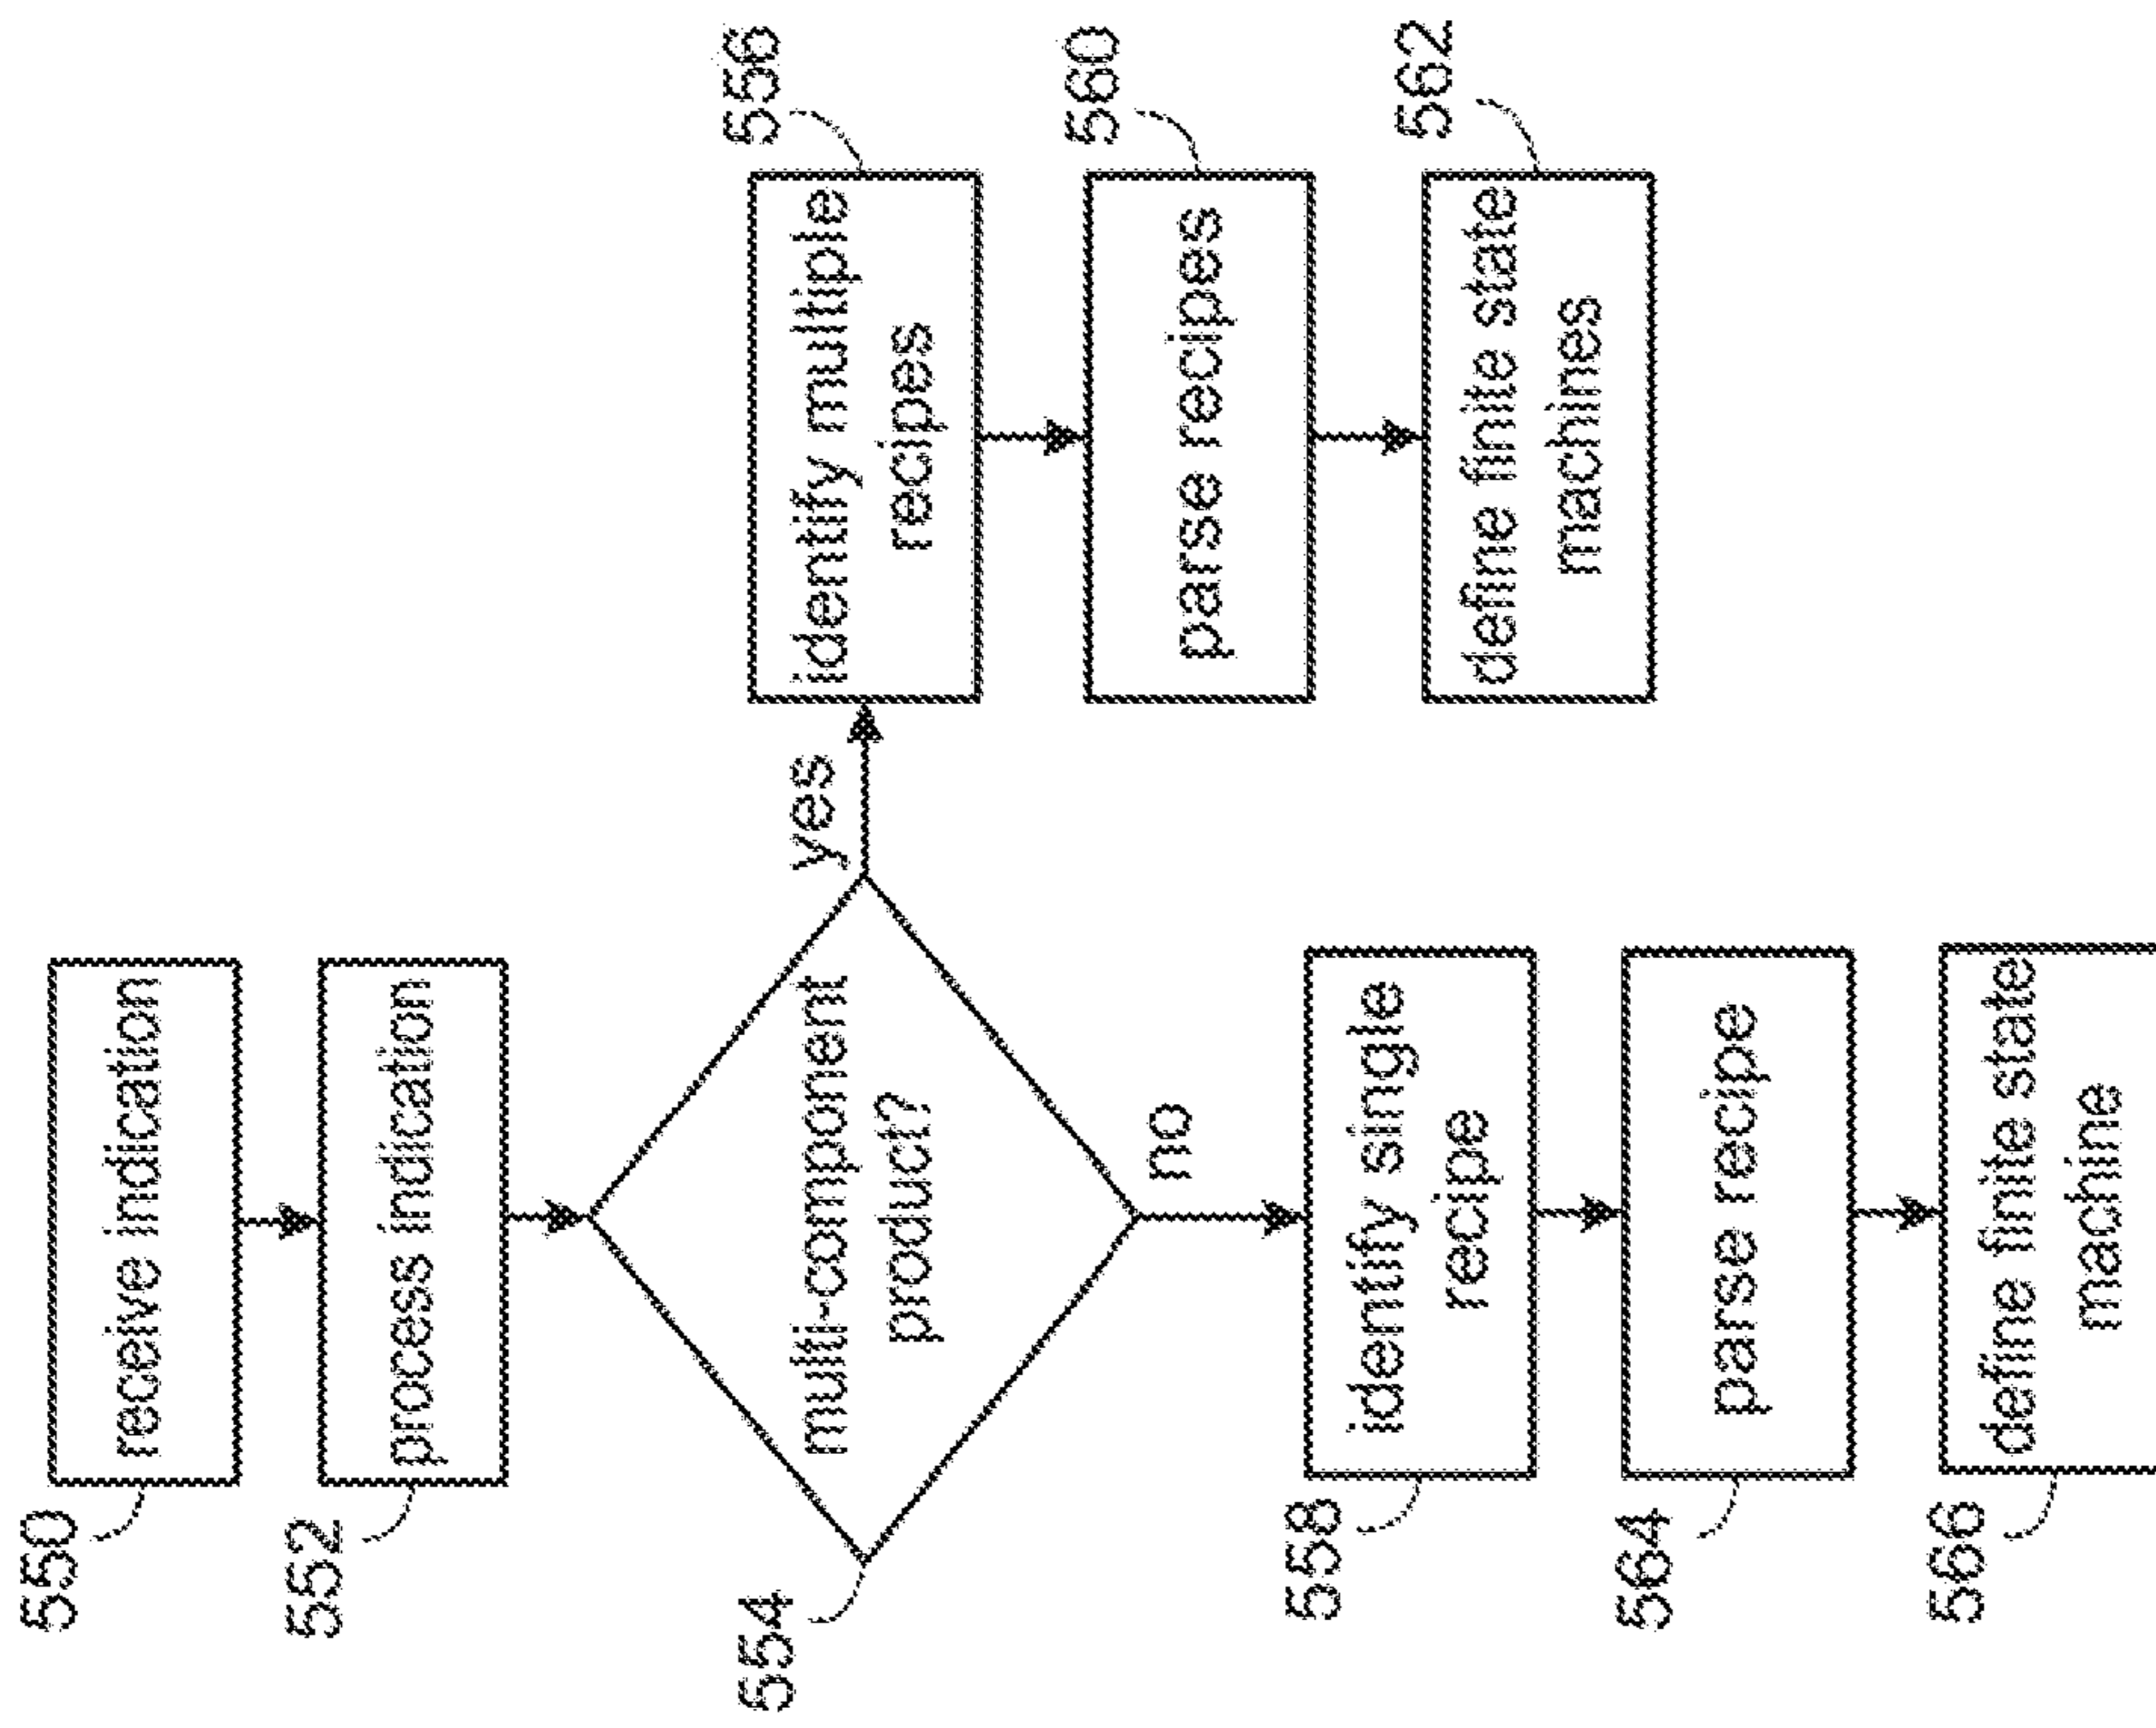 550
receive indication
552
process indication
554
multi-component
product?
yes
556
identify multiple
recipes
560
parse recipes
562
define finite state
machines
no
558
identify single
recipe
564
parse recipe
566
define finite state
machine